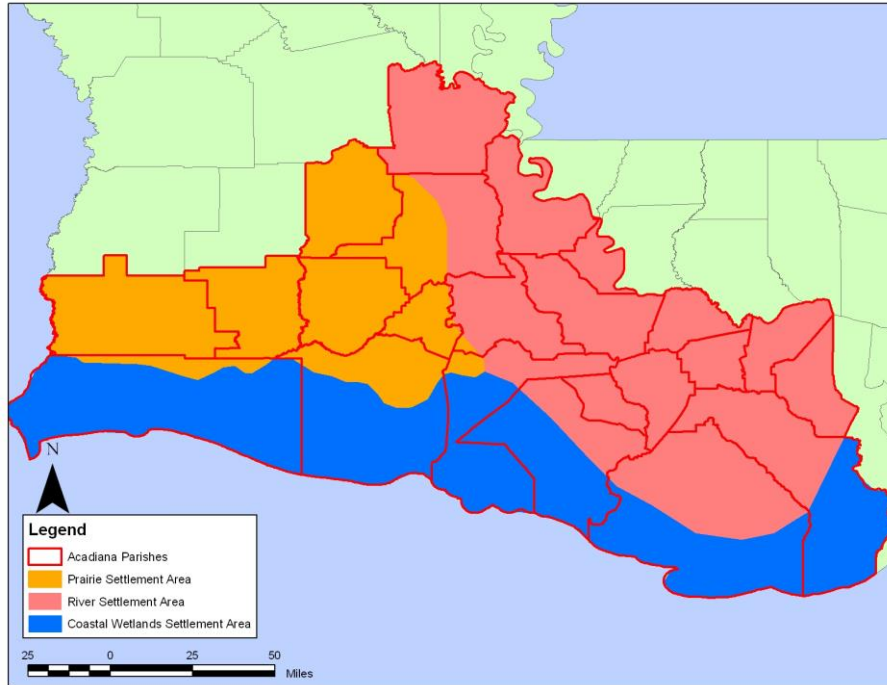 N
Legend
Acadiana Parishes
Prairie Settlement Area
River Settlement Area
Coastal Wetlands Settlement Area
25 0 25 50
Miles